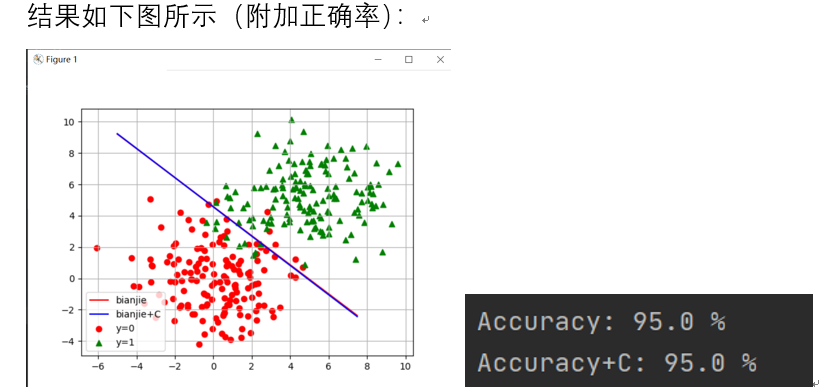 结果如下图所示（附加正确率）：
Figure 1
10
8
6
4
2
0
−2
−4
−6 −4 −2 0 2 4 6 8 10
bianjie
bianjie+C
y=0
y=1
Accuracy: 95.0 %
Accuracy+C: 95.0 %